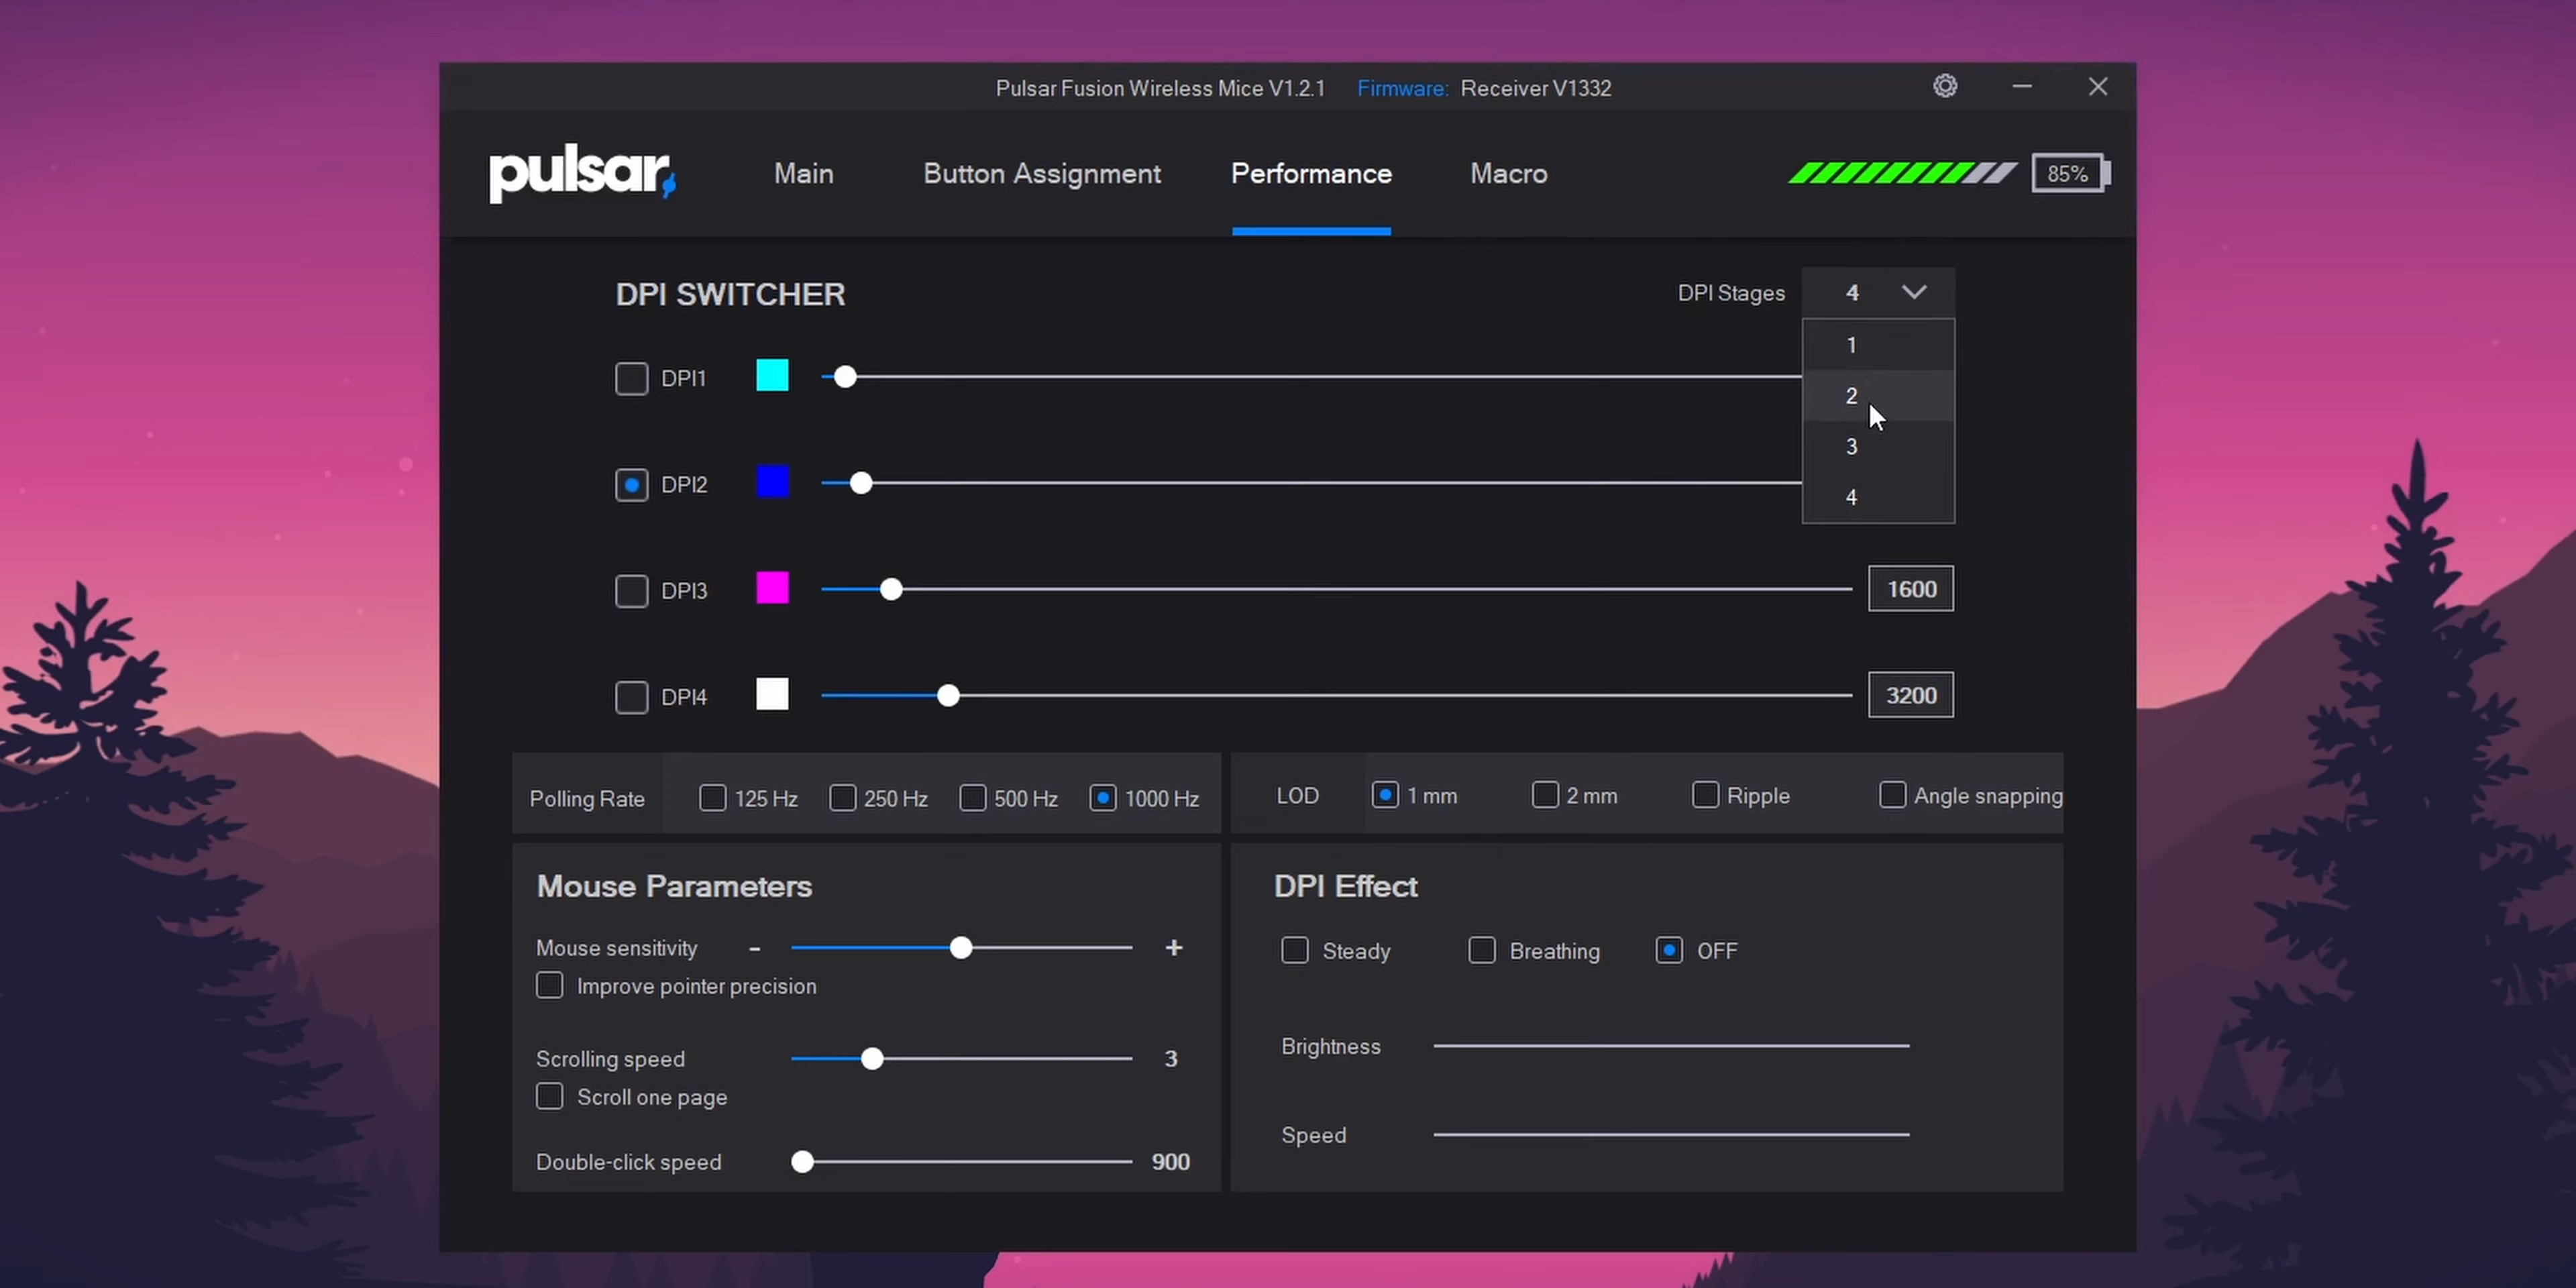 Pulsar Fusion Wireless Mice V1.2.1 Firmware: Receiver V1332
pulsar
Main Button Assignment Performance Macro 85%
DPI SWITCHER DPI Stages 4
1
DPI1
2
3
DPI2
4
DPI3 1600
DPI4 3200
Polling Rate 125 Hz 250 Hz 500 Hz 1000 Hz
LOD 1 mm 2 mm Ripple Angle snapping
Mouse Parameters
Mouse sensitivity - +
Improve pointer precision
Scrolling speed 3
Scroll one page
Double-click speed 900
DPI Effect
Steady Breathing OFF
Brightness
Speed